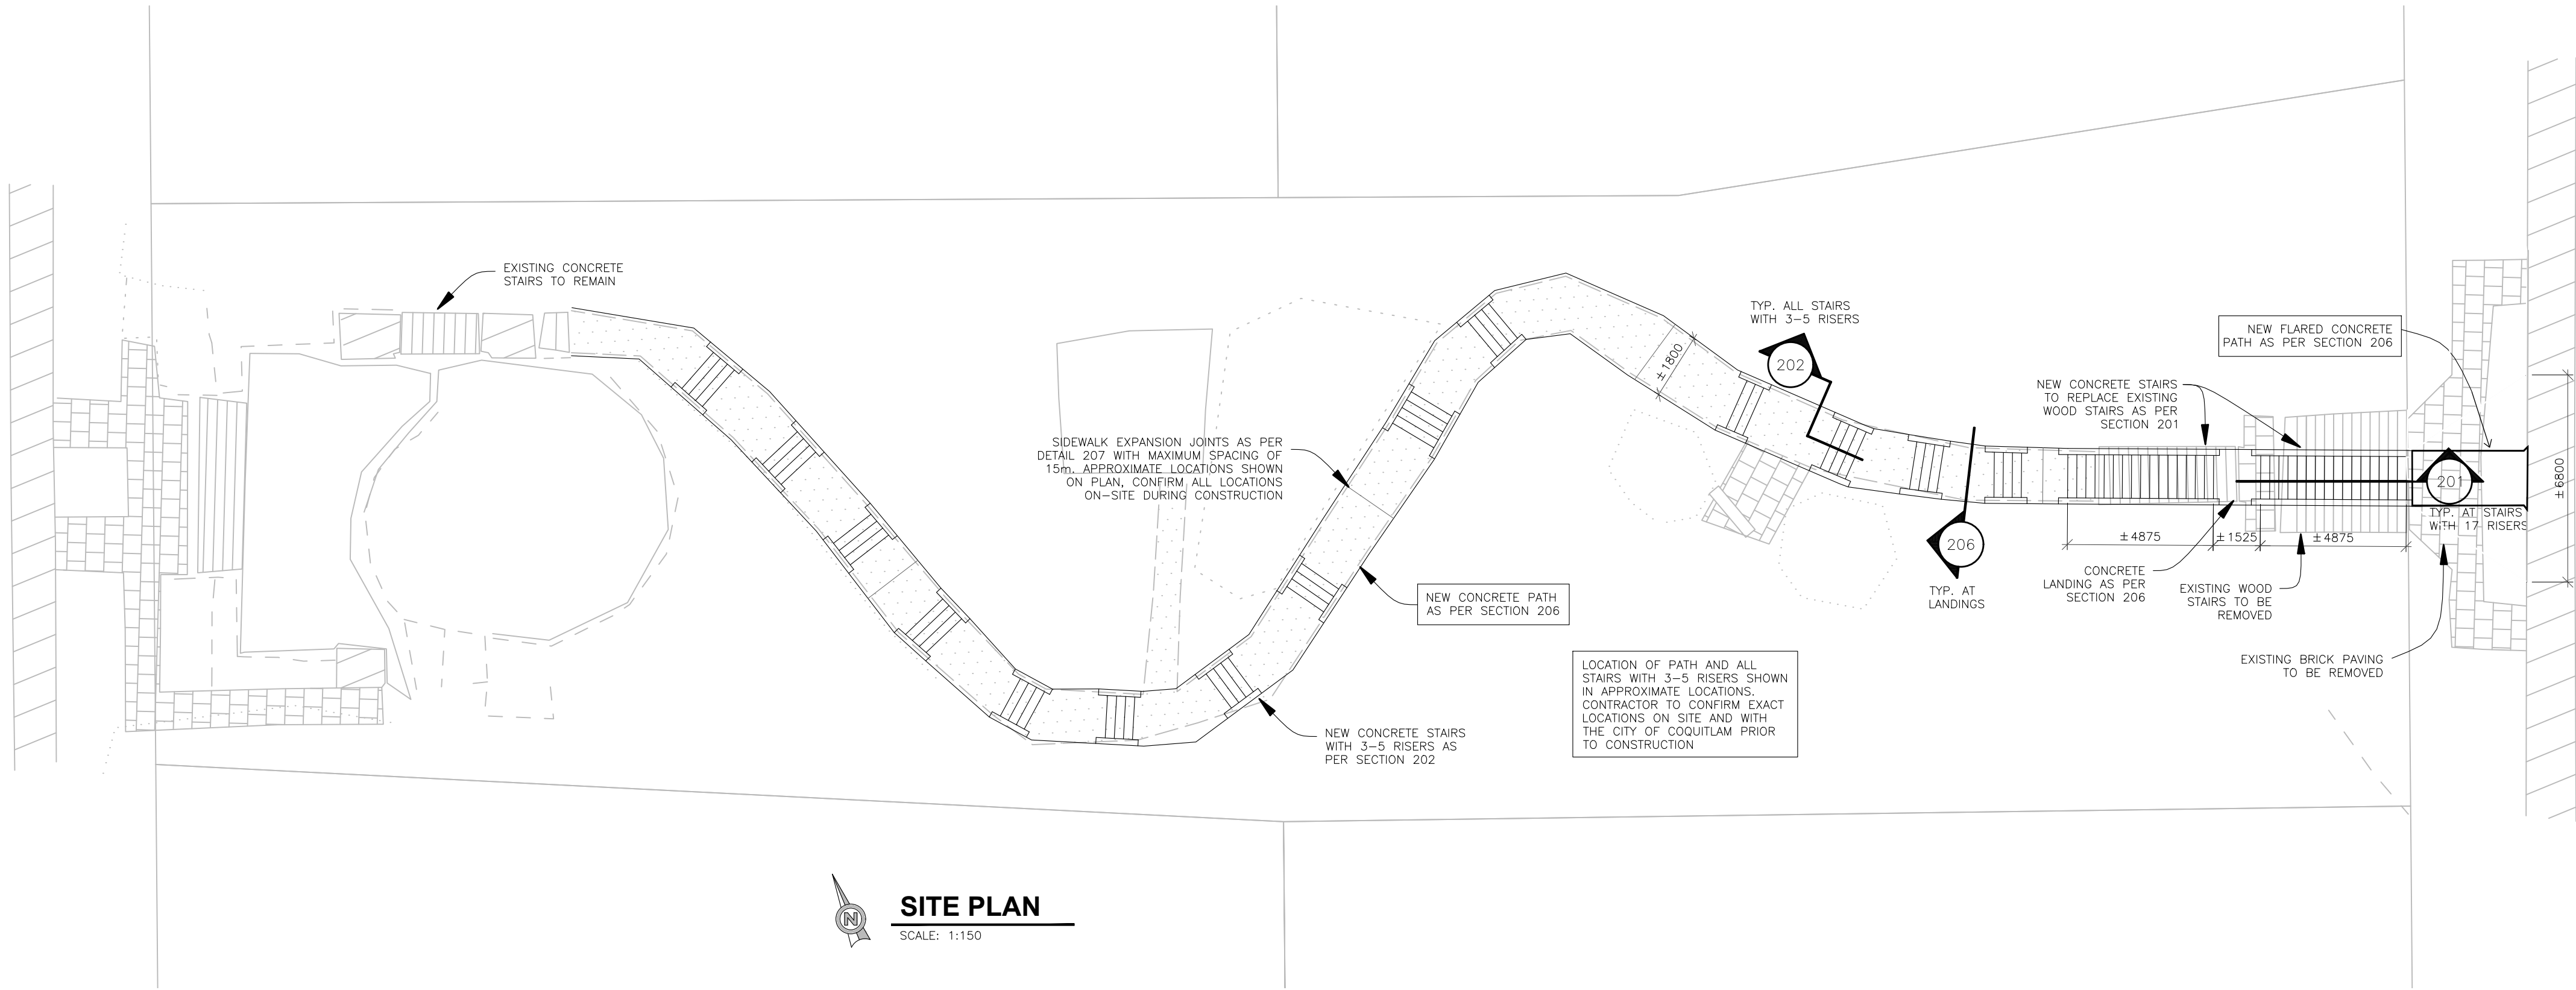 EXISTING CONCRETE
STAIRS TO REMAIN
TYP. ALL STAIRS
WITH 3-5 RISERS
202
±1800
NEW FLARED CONCRETE
PATH AS PER SECTION 206
NEW CONCRETE STAIRS
TO REPLACE EXISTING
WOOD STAIRS AS PER
SECTION 201
SIDEWALK EXPANSION JOINTS AS PER
DETAIL 207 WITH MAXIMUM SPACING OF
15m. APPROXIMATE LOCATIONS SHOWN
ON PLAN, CONFIRM ALL LOCATIONS
ON-SITE DURING CONSTRUCTION
201
TYP. AT STAIRS
WITH 17 RISERS
±6800
±4875
±1525
±4875
206
TYP. AT
LANDINGS
CONCRETE
LANDING AS PER
SECTION 206
EXISTING WOOD
STAIRS TO BE
REMOVED
NEW CONCRETE PATH
AS PER SECTION 206
EXISTING BRICK PAVING
TO BE REMOVED
LOCATION OF PATH AND ALL
STAIRS WITH 3-5 RISERS SHOWN
IN APPROXIMATE LOCATIONS.
CONTRACTOR TO CONFIRM EXACT
LOCATIONS ON SITE AND WITH
THE CITY OF COQUITLAM PRIOR
TO CONSTRUCTION
NEW CONCRETE STAIRS
WITH 3-5 RISERS AS
PER SECTION 202
N
SITE PLAN
SCALE: 1:150